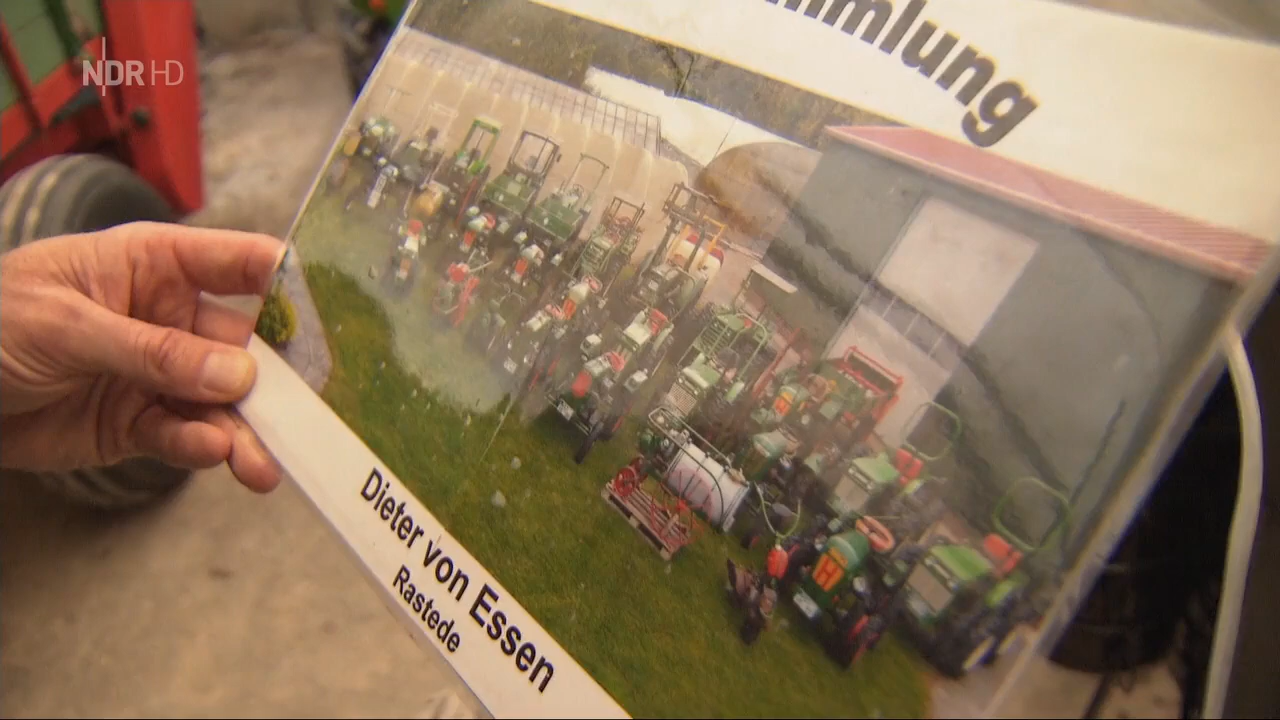 NDR HD
mmlung
H
Dieter von Essen
Rastede